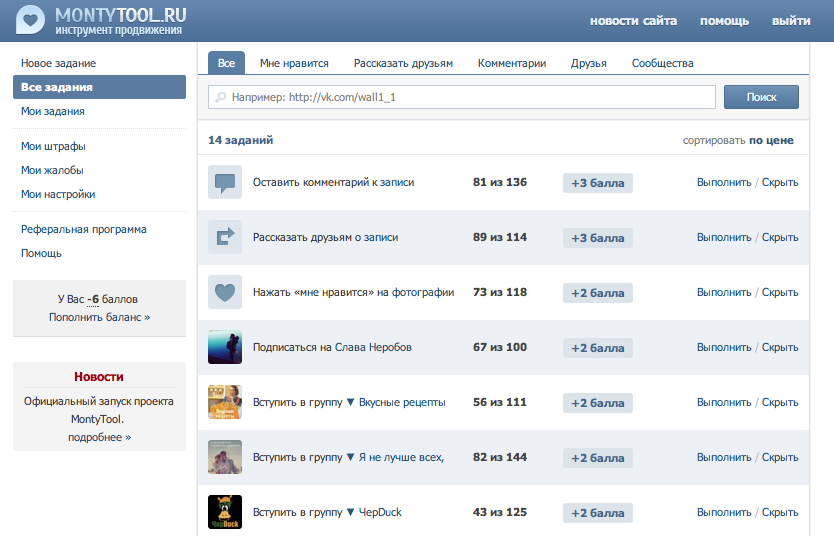 MONTYTOOL.RU
инструмент продвижения
новости сайта помощь выйти
Новое задание
Все задания
Мои задания
Мои штрафы
Мои жалобы
Мои настройки
Реферальная программа
Помощь
У Вас -6 баллов
Пополнить баланс »
Новости
Официальный запуск проекта
MontyTool.
подробнее »
Все Мне нравится Рассказать друзьям Комментарии Друзья Сообщества
Например: http://vk.com/wall1_1 Поиск
14 заданий сортировать по цене
Оставить комментарий к записи 81 из 136 +3 балла Выполнить / Скрыть
Рассказать друзьям о записи 89 из 114 +3 балла Выполнить / Скрыть
Нажать «мне нравится» на фотографии 73 из 118 +2 балла Выполнить / Скрыть
Подписаться на Слава Неробов 67 из 100 +2 балла Выполнить / Скрыть
Вступить в группу ▼ Вкусные рецепты 56 из 111 +2 балла Выполнить / Скрыть
Вступить в группу ▼ Я не лучше всех, 82 из 144 +2 балла Выполнить / Скрыть
ЧерDuck
Вступить в группу ▼ ЧерDuck 43 из 125 +2 балла Выполнить / Скрыть